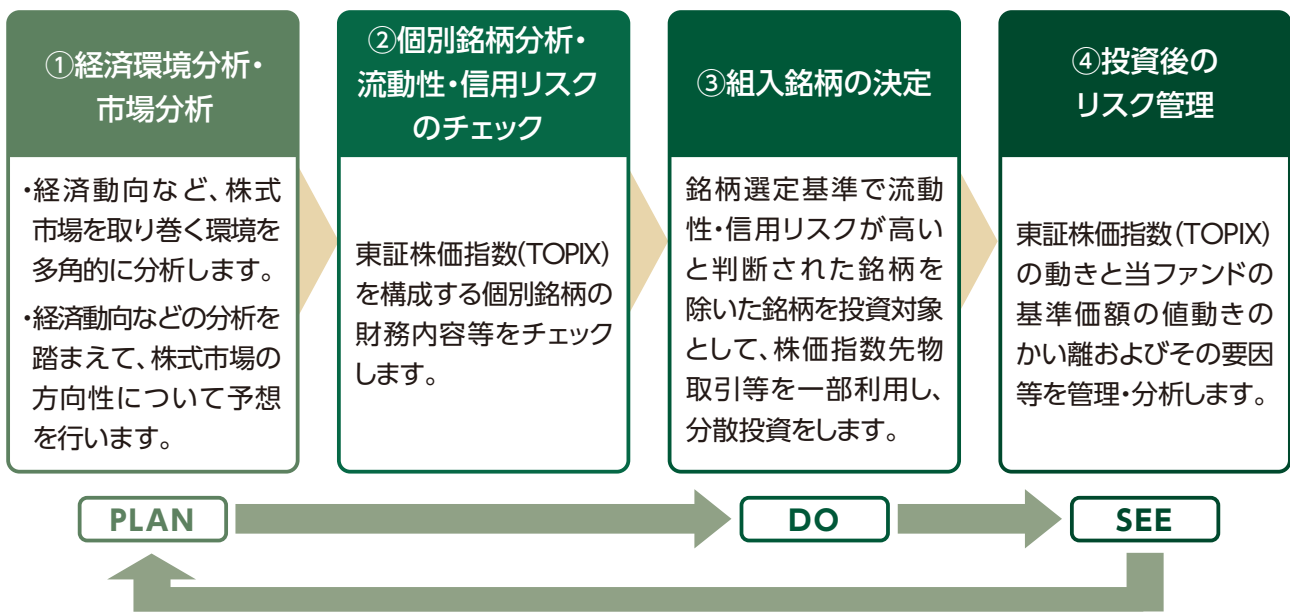 ①経済環境分析・
市場分析
・経済動向など、株式
市場を取り巻く環境を
多角的に分析します。
・経済動向などの分析を
踏まえて、株式市場の
方向性について予想
を行います。
②個別銘柄分析・
流動性・信用リスク
のチェック
東証株価指数(TOPIX)
を構成する個別銘柄の
財務内容等をチェック
します。
③組入銘柄の決定
銘柄選定基準で流動
性・信用リスクが高い
と判断された銘柄を
除いた銘柄を投資対象
として、株価指数先物
取引等を一部利用し、
分散投資をします。
④投資後の
リスク管理
東証株価指数(TOPIX)
の動きと当ファンドの
基準価額の値動きの
かい離およびその要因
等を管理・分析します。
PLAN
DO
SEE